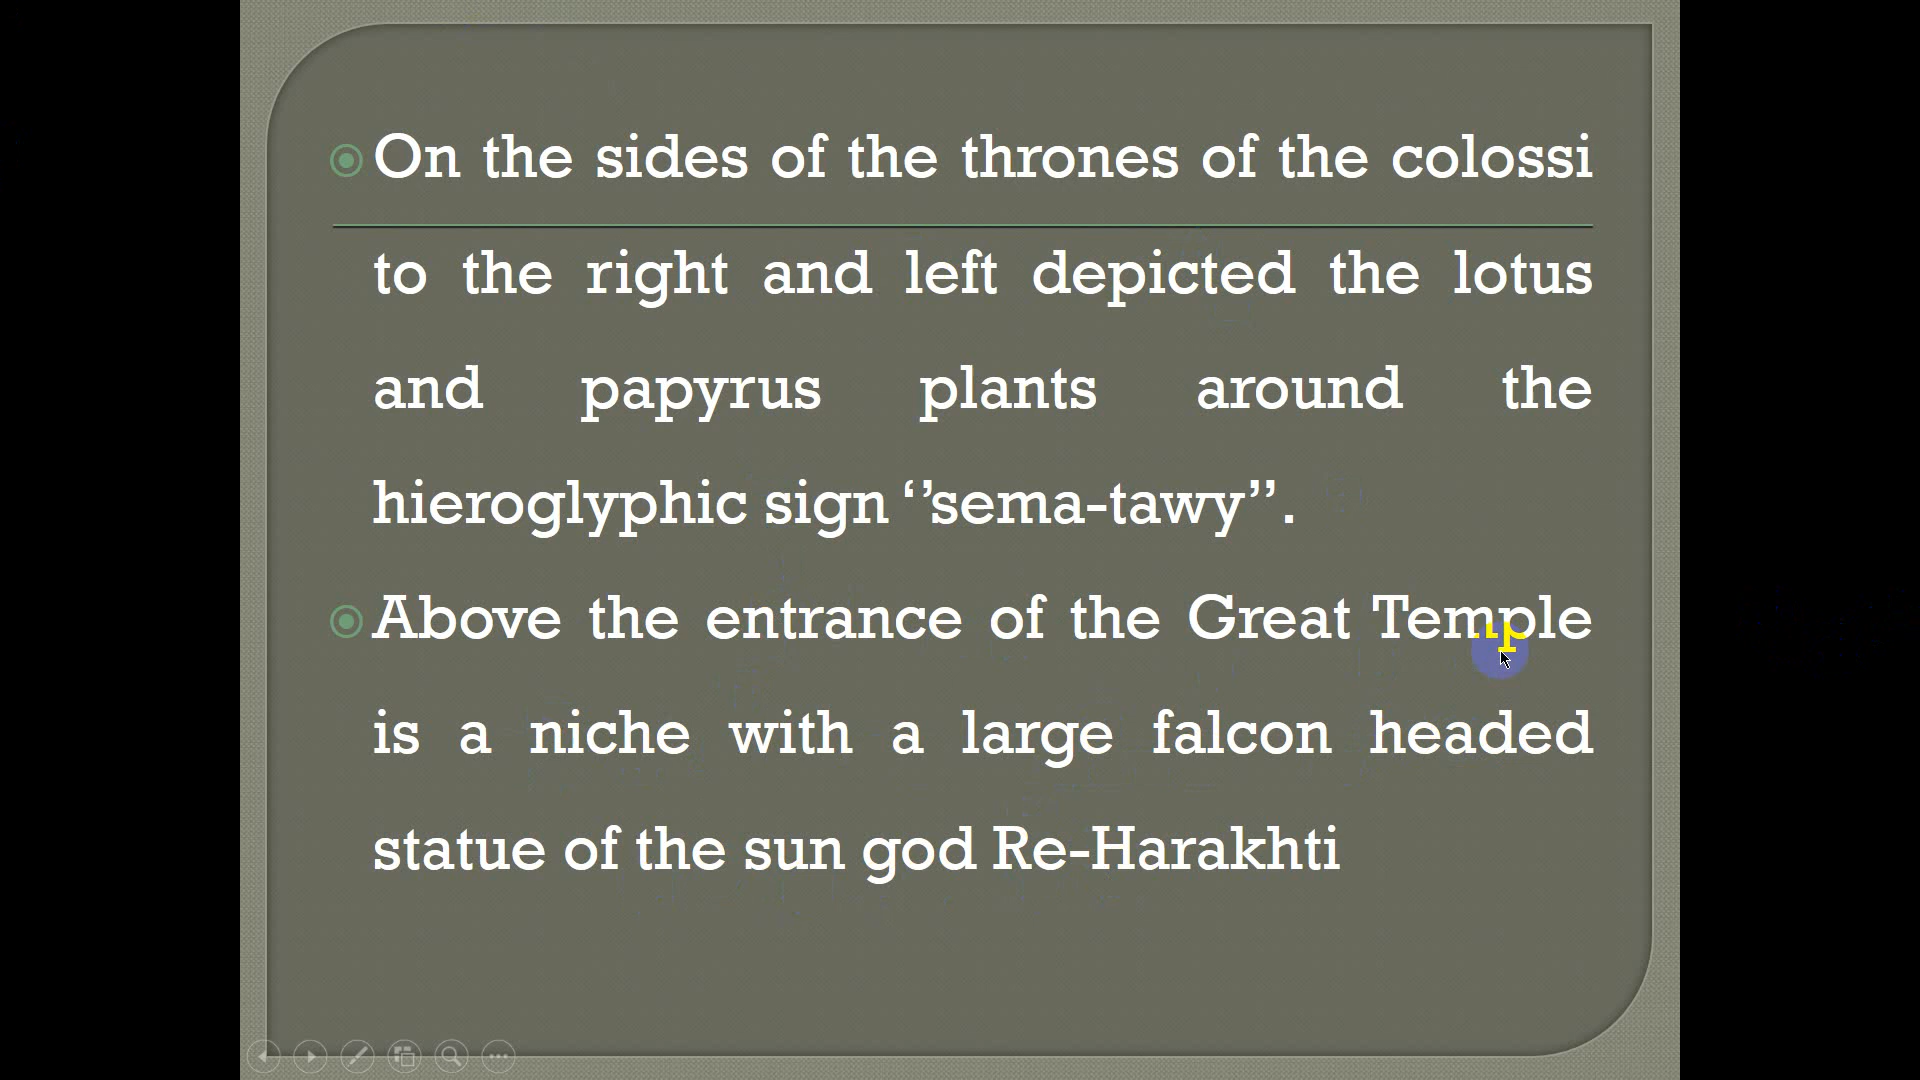 On the sides of the thrones of the colossi
to the right and left depicted the lotus
and papyrus plants around the
hieroglyphic sign ‘’sema-tawy’’.
Above the entrance of the Great Temple
is a niche with a large falcon headed
statue of the sun god Re-Harakhti